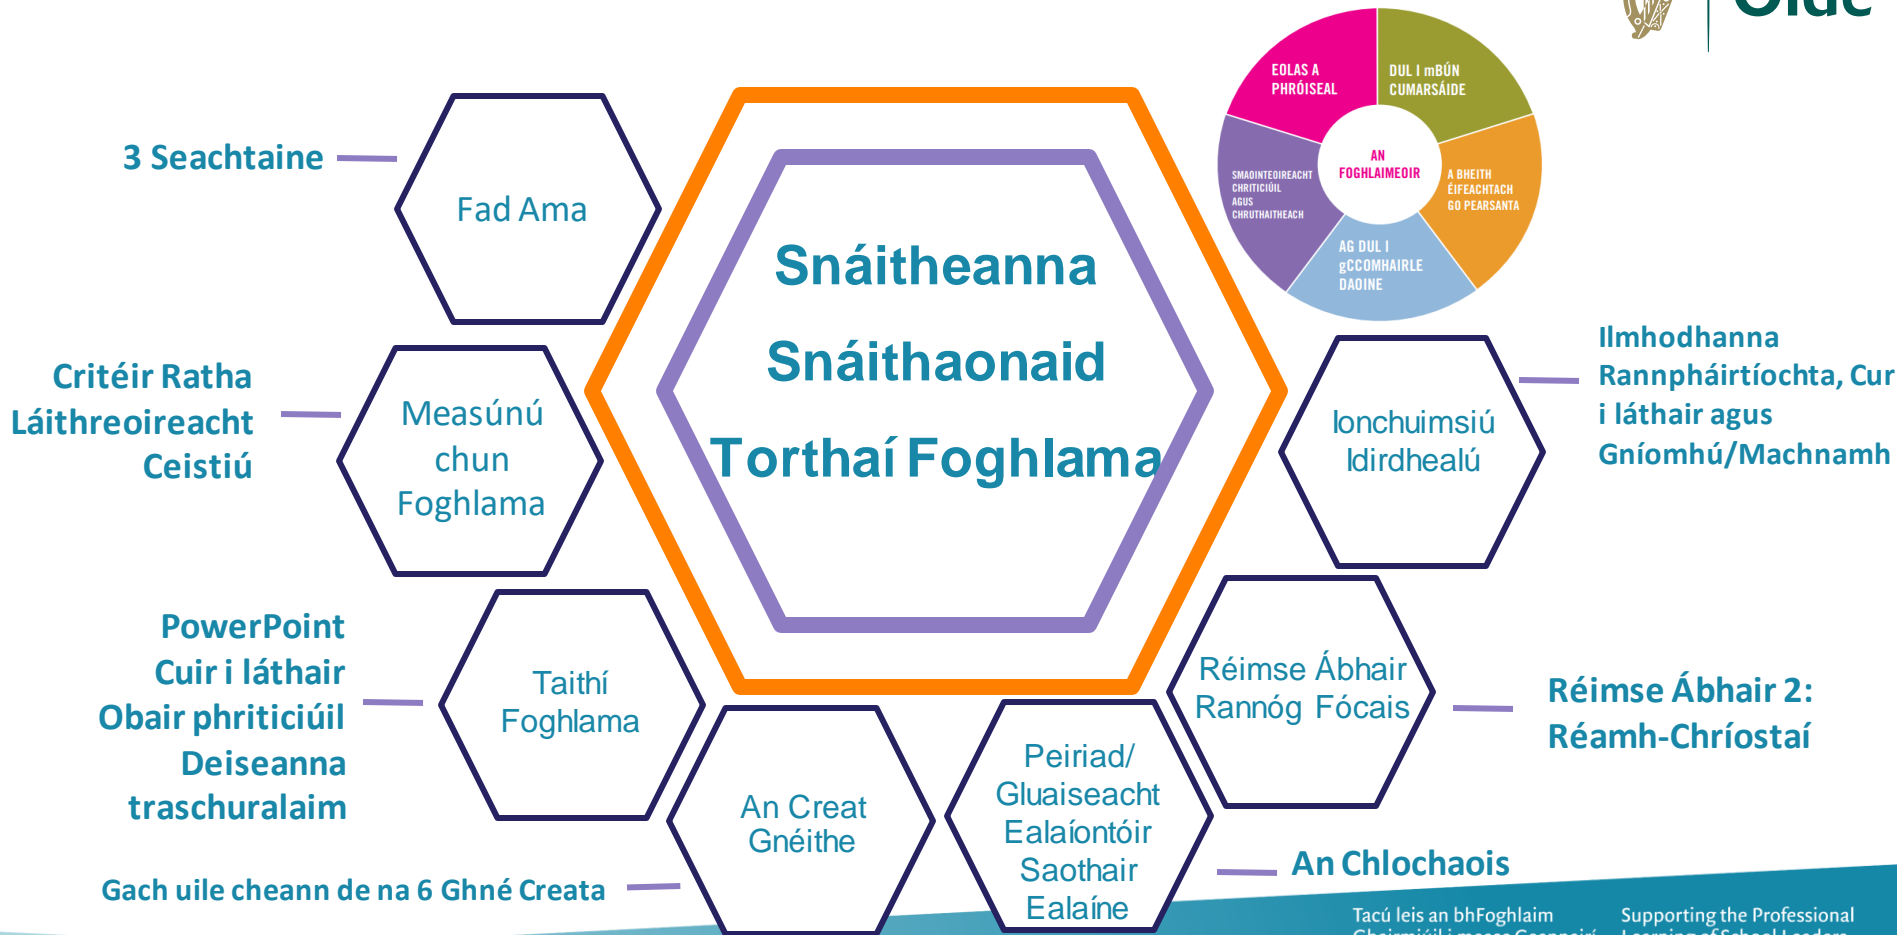 Oide
EOLAS A
PHRÓISEAL
DUL I mBÚN
CUMARSÁIDE
AN
FOGHLAIMEOIR
SMAOINTEOIREACHT
CHRITICIÚIL
AGUS
CHRUTHAITHEACH
A BHEITH
ÉIFEACHTACH
GO PEARSANTA
AG DUL I
gCCOMHAIRLE
DAOINE
3 Seachtaine
Fad Ama
Snáitheanna
Snáithaonaid
Torthaí Foghlama
Critéir Ratha
Láithreoireacht
Ceistiú
Measúnú
chun
Foghlama
Ionchuimsiú
Idirdhealú
Ilmhodhanna
Rannpháirtíochta, Cur
i láthair agus
Gníomhú/Machnamh
PowerPoint
Cuir i láthair
Obair phriticiúil
Deiseanna
traschuralaim
Taithí
Foghlama
Réimse Ábhair
Rannóg Fócais
Réimse Ábhair 2:
Réamh-Chríostaí
An Creat
Gnéithe
Gach uile cheann de na 6 Ghné Creata
Peiriad/
Gluaiseacht
Ealaíontóir
Saothair
Ealaíne
An Chlochaois
Tacú leis an bhFoghlaim
Supporting the Professional